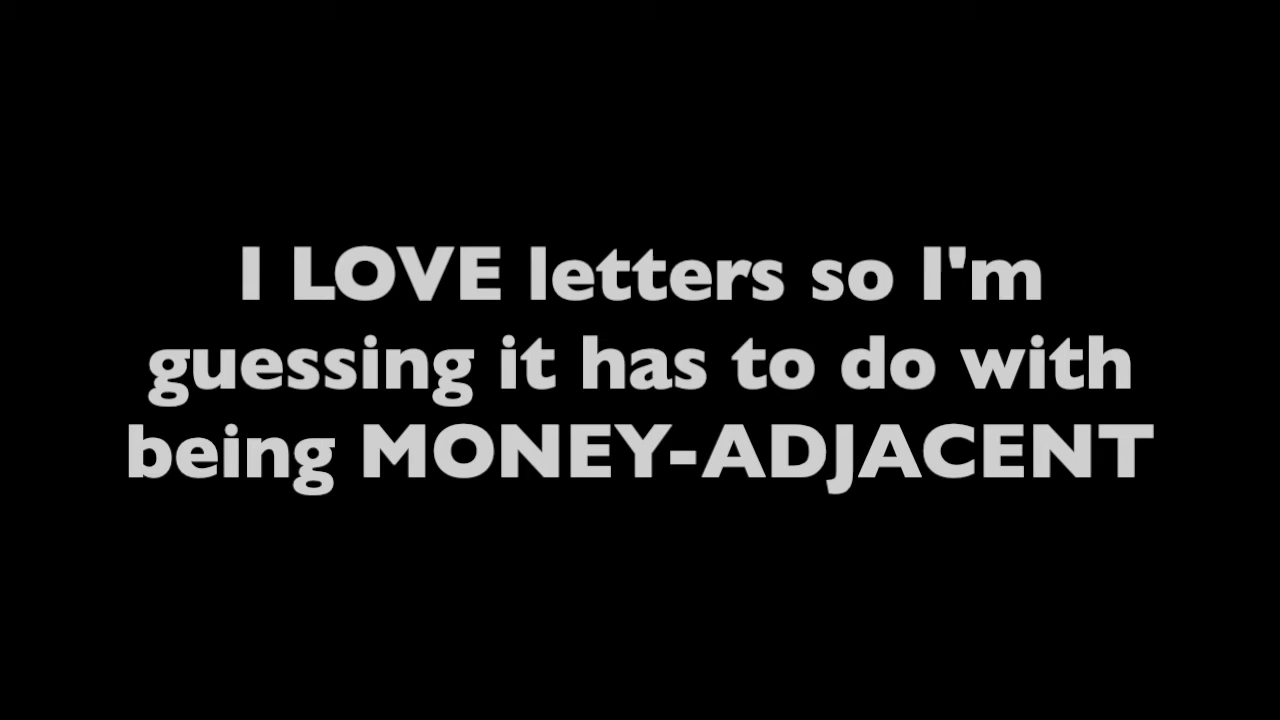 I LOVE letters so I'm
guessing it has to do with
being MONEY-ADJACENT